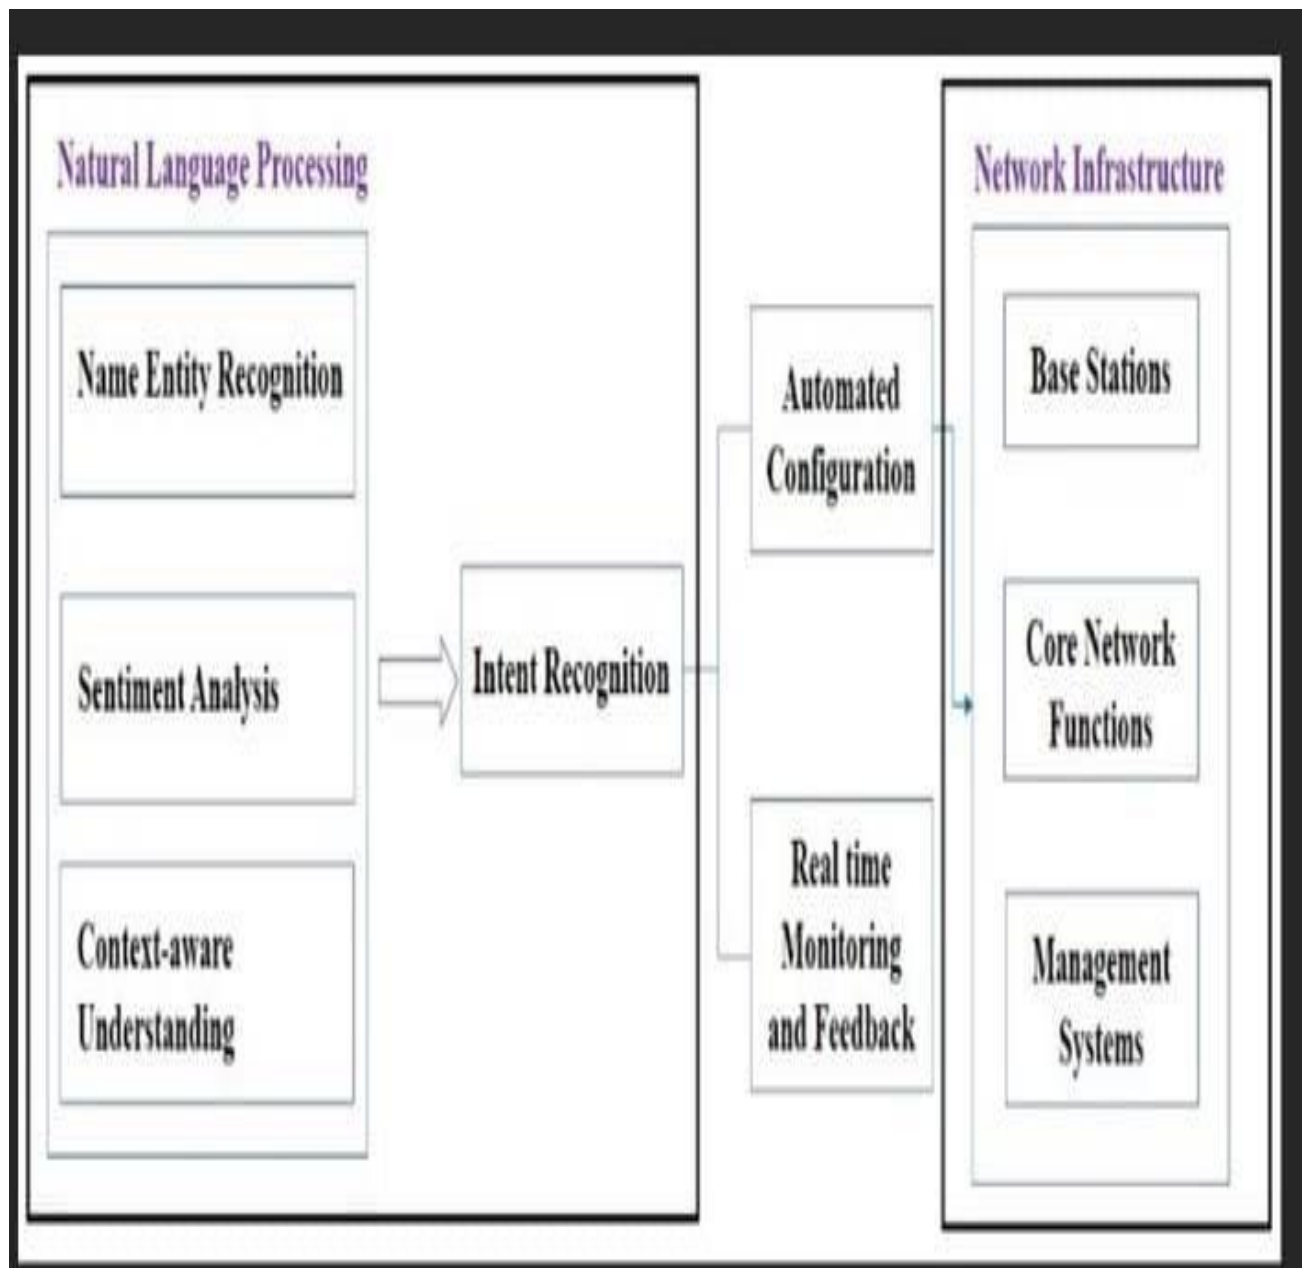 Natural Language Processing
Name Entity Recognition
Sentiment Analysis
Context-aware
Understanding
Intent Recognition
Automated
Configuration
Real time
Monitoring
and Feedback
Network Infrastructure
Base Stations
Core Network
Functions
Management
Systems